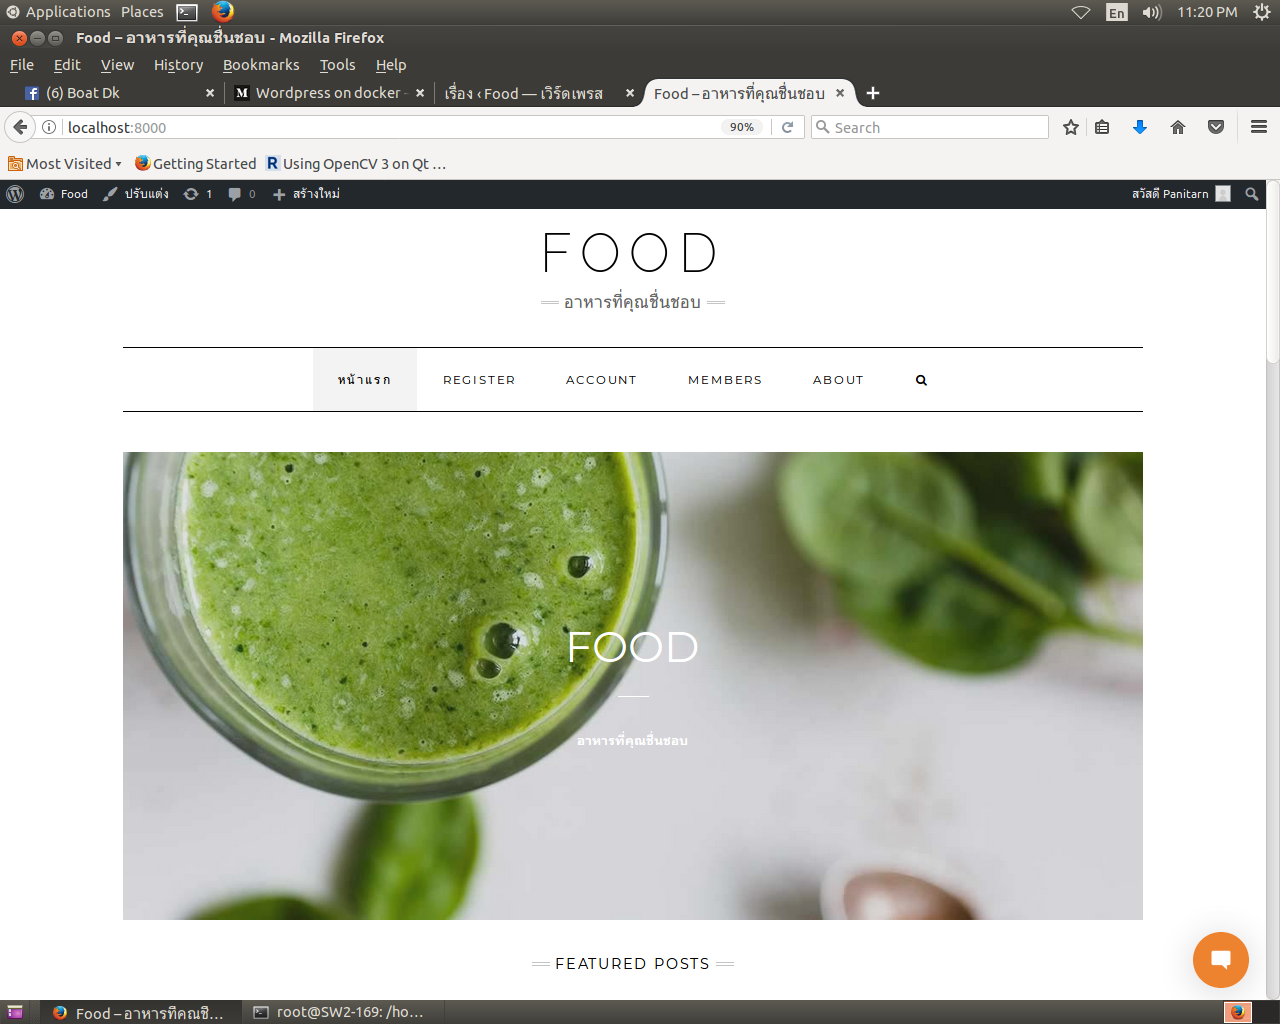 Applications Places En 11:20 PM
Food – อาหารที่คุณชื่นชอบ - Mozilla Firefox
File Edit View History Bookmarks Tools Help
(6) Boat Dk Wordpress on docker - เรื่อง ‹ Food — เวิร์ดเพรส Food – อาหารที่คุณชื่นชอบ
localhost:8000 90% Search
Most Visited Getting Started Using OpenCV 3 on Qt …
Food ปรับแต่ง 1 0 สร้างใหม่ สวัสดี Panitarn
FOOD
อาหารที่คุณชื่นชอบ
หน้าแรก REGISTER ACCOUNT MEMBERS ABOUT
FOOD
อาหารที่คุณชื่นชอบ
FEATURED POSTS
Food – อาหารที่คุณชื่… root@SW2-169: /ho…